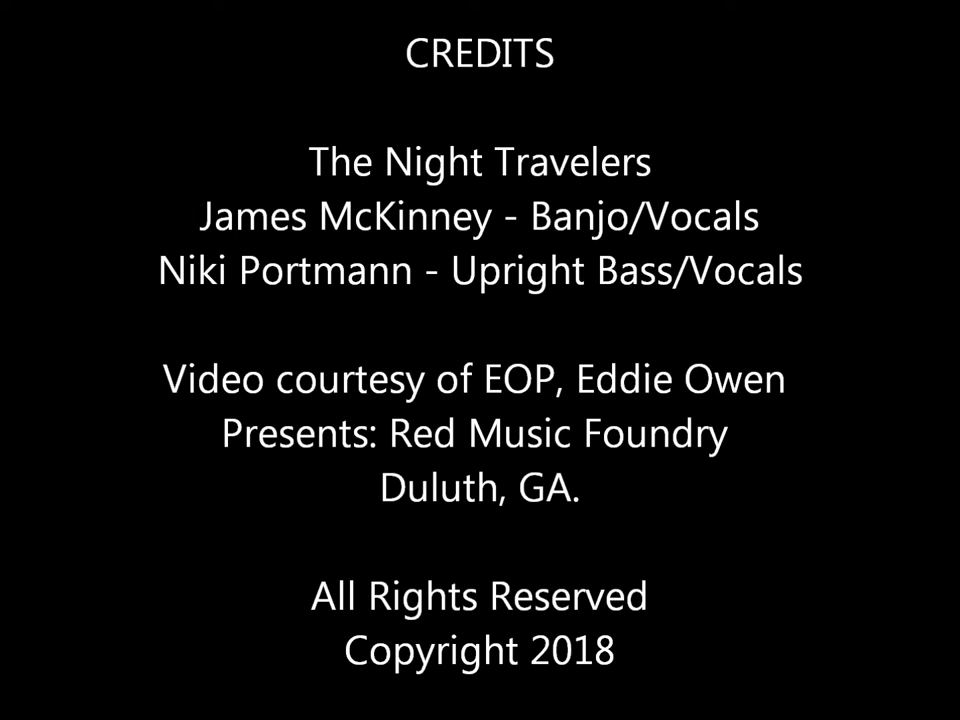 CREDITS
The Night Travelers
James McKinney - Banjo/Vocals
Niki Portmann - Upright Bass/Vocals
Video courtesy of EOP, Eddie Owen
Presents: Red Music Foundry
Duluth, GA.
All Rights Reserved
Copyright 2018